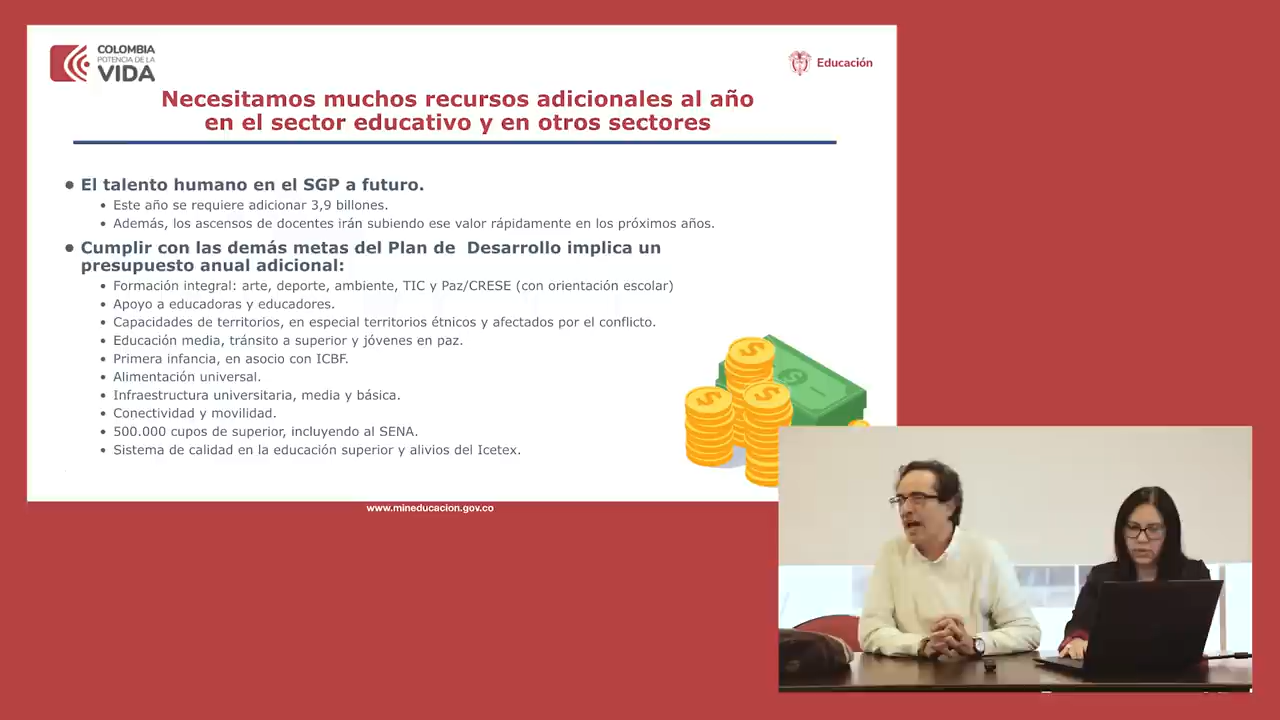 COLOMBIA
POTENCIA DE LA
VIDA
Educación
Necesitamos muchos recursos adicionales al año
en el sector educativo y en otros sectores
• El talento humano en el SGP a futuro.
• Este año se requiere adicionar 3,9 billones.
• Además, los ascensos de docentes irán subiendo ese valor rápidamente en los próximos años.
• Cumplir con las demás metas del Plan de Desarrollo implica un
presupuesto anual adicional:
• Formación integral: arte, deporte, ambiente, TIC y Paz/CRESE (con orientación escolar)
• Apoyo a educadoras y educadores.
• Capacidades de territorios, en especial territorios étnicos y afectados por el conflicto.
• Educación media, tránsito a superior y jóvenes en paz.
• Primera infancia, en asocio con ICBF.
• Alimentación universal.
• Infraestructura universitaria, media y básica.
• Conectividad y movilidad.
• 500.000 cupos de superior, incluyendo al SENA.
• Sistema de calidad en la educación superior y alivios del Icetex.
www.mineducacion.gov.co